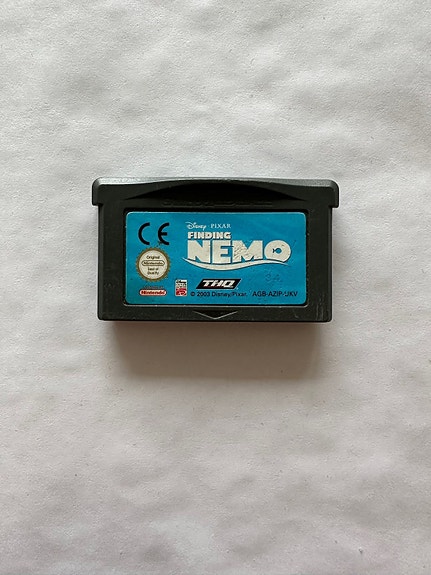 Disney · PIXAR
FINDING
NEMO
CE
Original
Nintendo
Seal of
Quality
Nintendo
THQ
© 2003 Disney/Pixar. AGB-AZIP-UKV